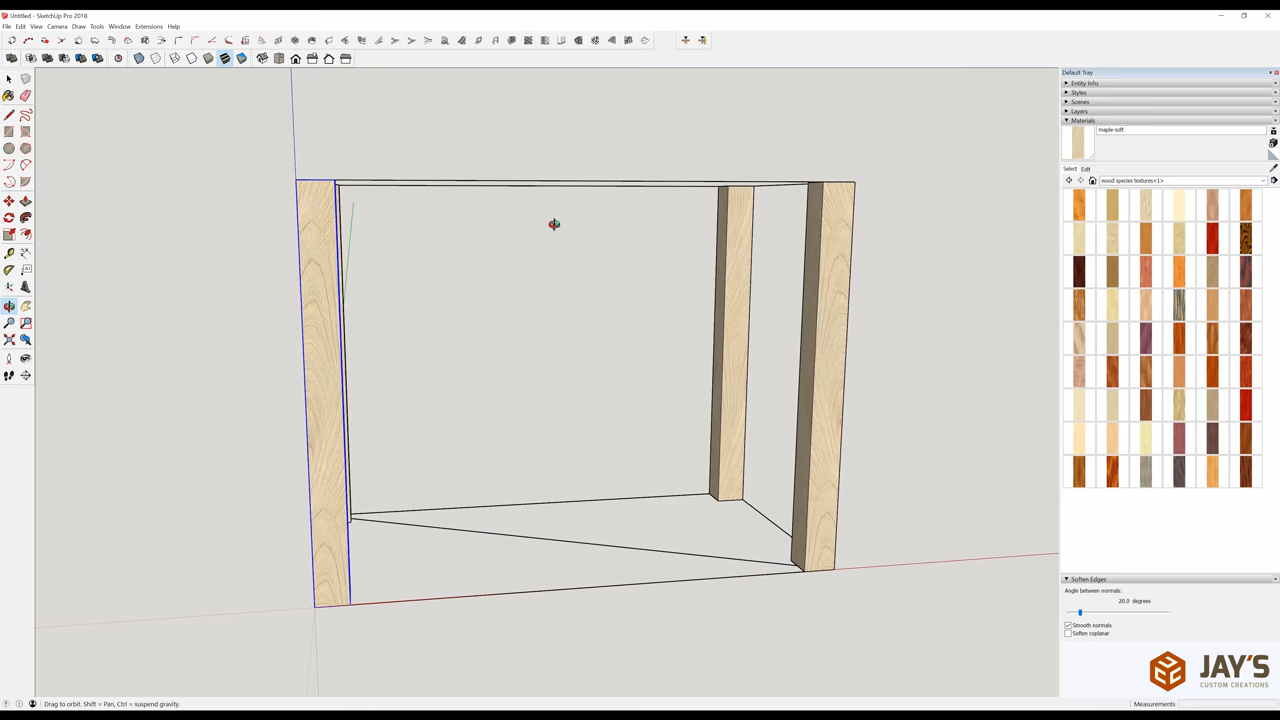 Untitled - SketchUp Pro 2018
File Edit View Camera Draw Tools Window Extensions Help
Default Tray
Entity Info
Styles
Scenes
Layers
Materials
maple soft
Select Edit
wood species textures<1>
Soften Edges
Angle between normals:
20.0 degrees
Smooth normals
Soften coplanar
JAY'S
CUSTOM CREATIONS
Drag to orbit. Shift = Pan, Ctrl = suspend gravity.
Measurements